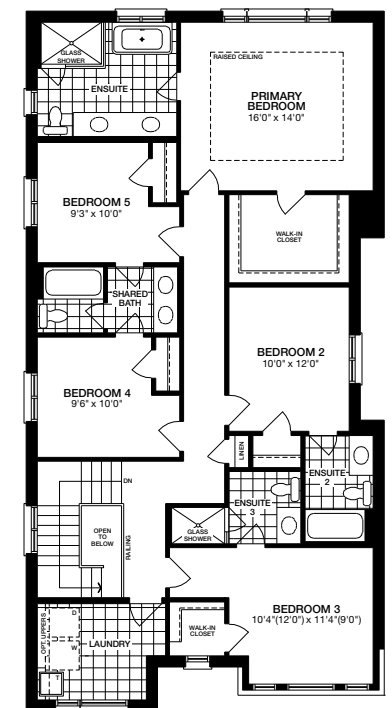 GLASS
SHOWER
ENSUITE
RAISED CEILING
PRIMARY
BEDROOM
16'0" x 14'0"
BEDROOM 5
9'3" x 10'0"
WALK-IN
CLOSET
SHARED
BATH
BEDROOM 2
10'0" x 12'0"
BEDROOM 4
9'6" x 10'0"
LINEN
ENSUITE
2
DN
OPEN
TO
BELOW
RAILING
ENSUITE
3
GLASS
SHOWER
OPT. UPPERS
D
W
T
LAUNDRY
WALK-IN
CLOSET
BEDROOM 3
10'4"(12'0") x 11'4"(9'0")